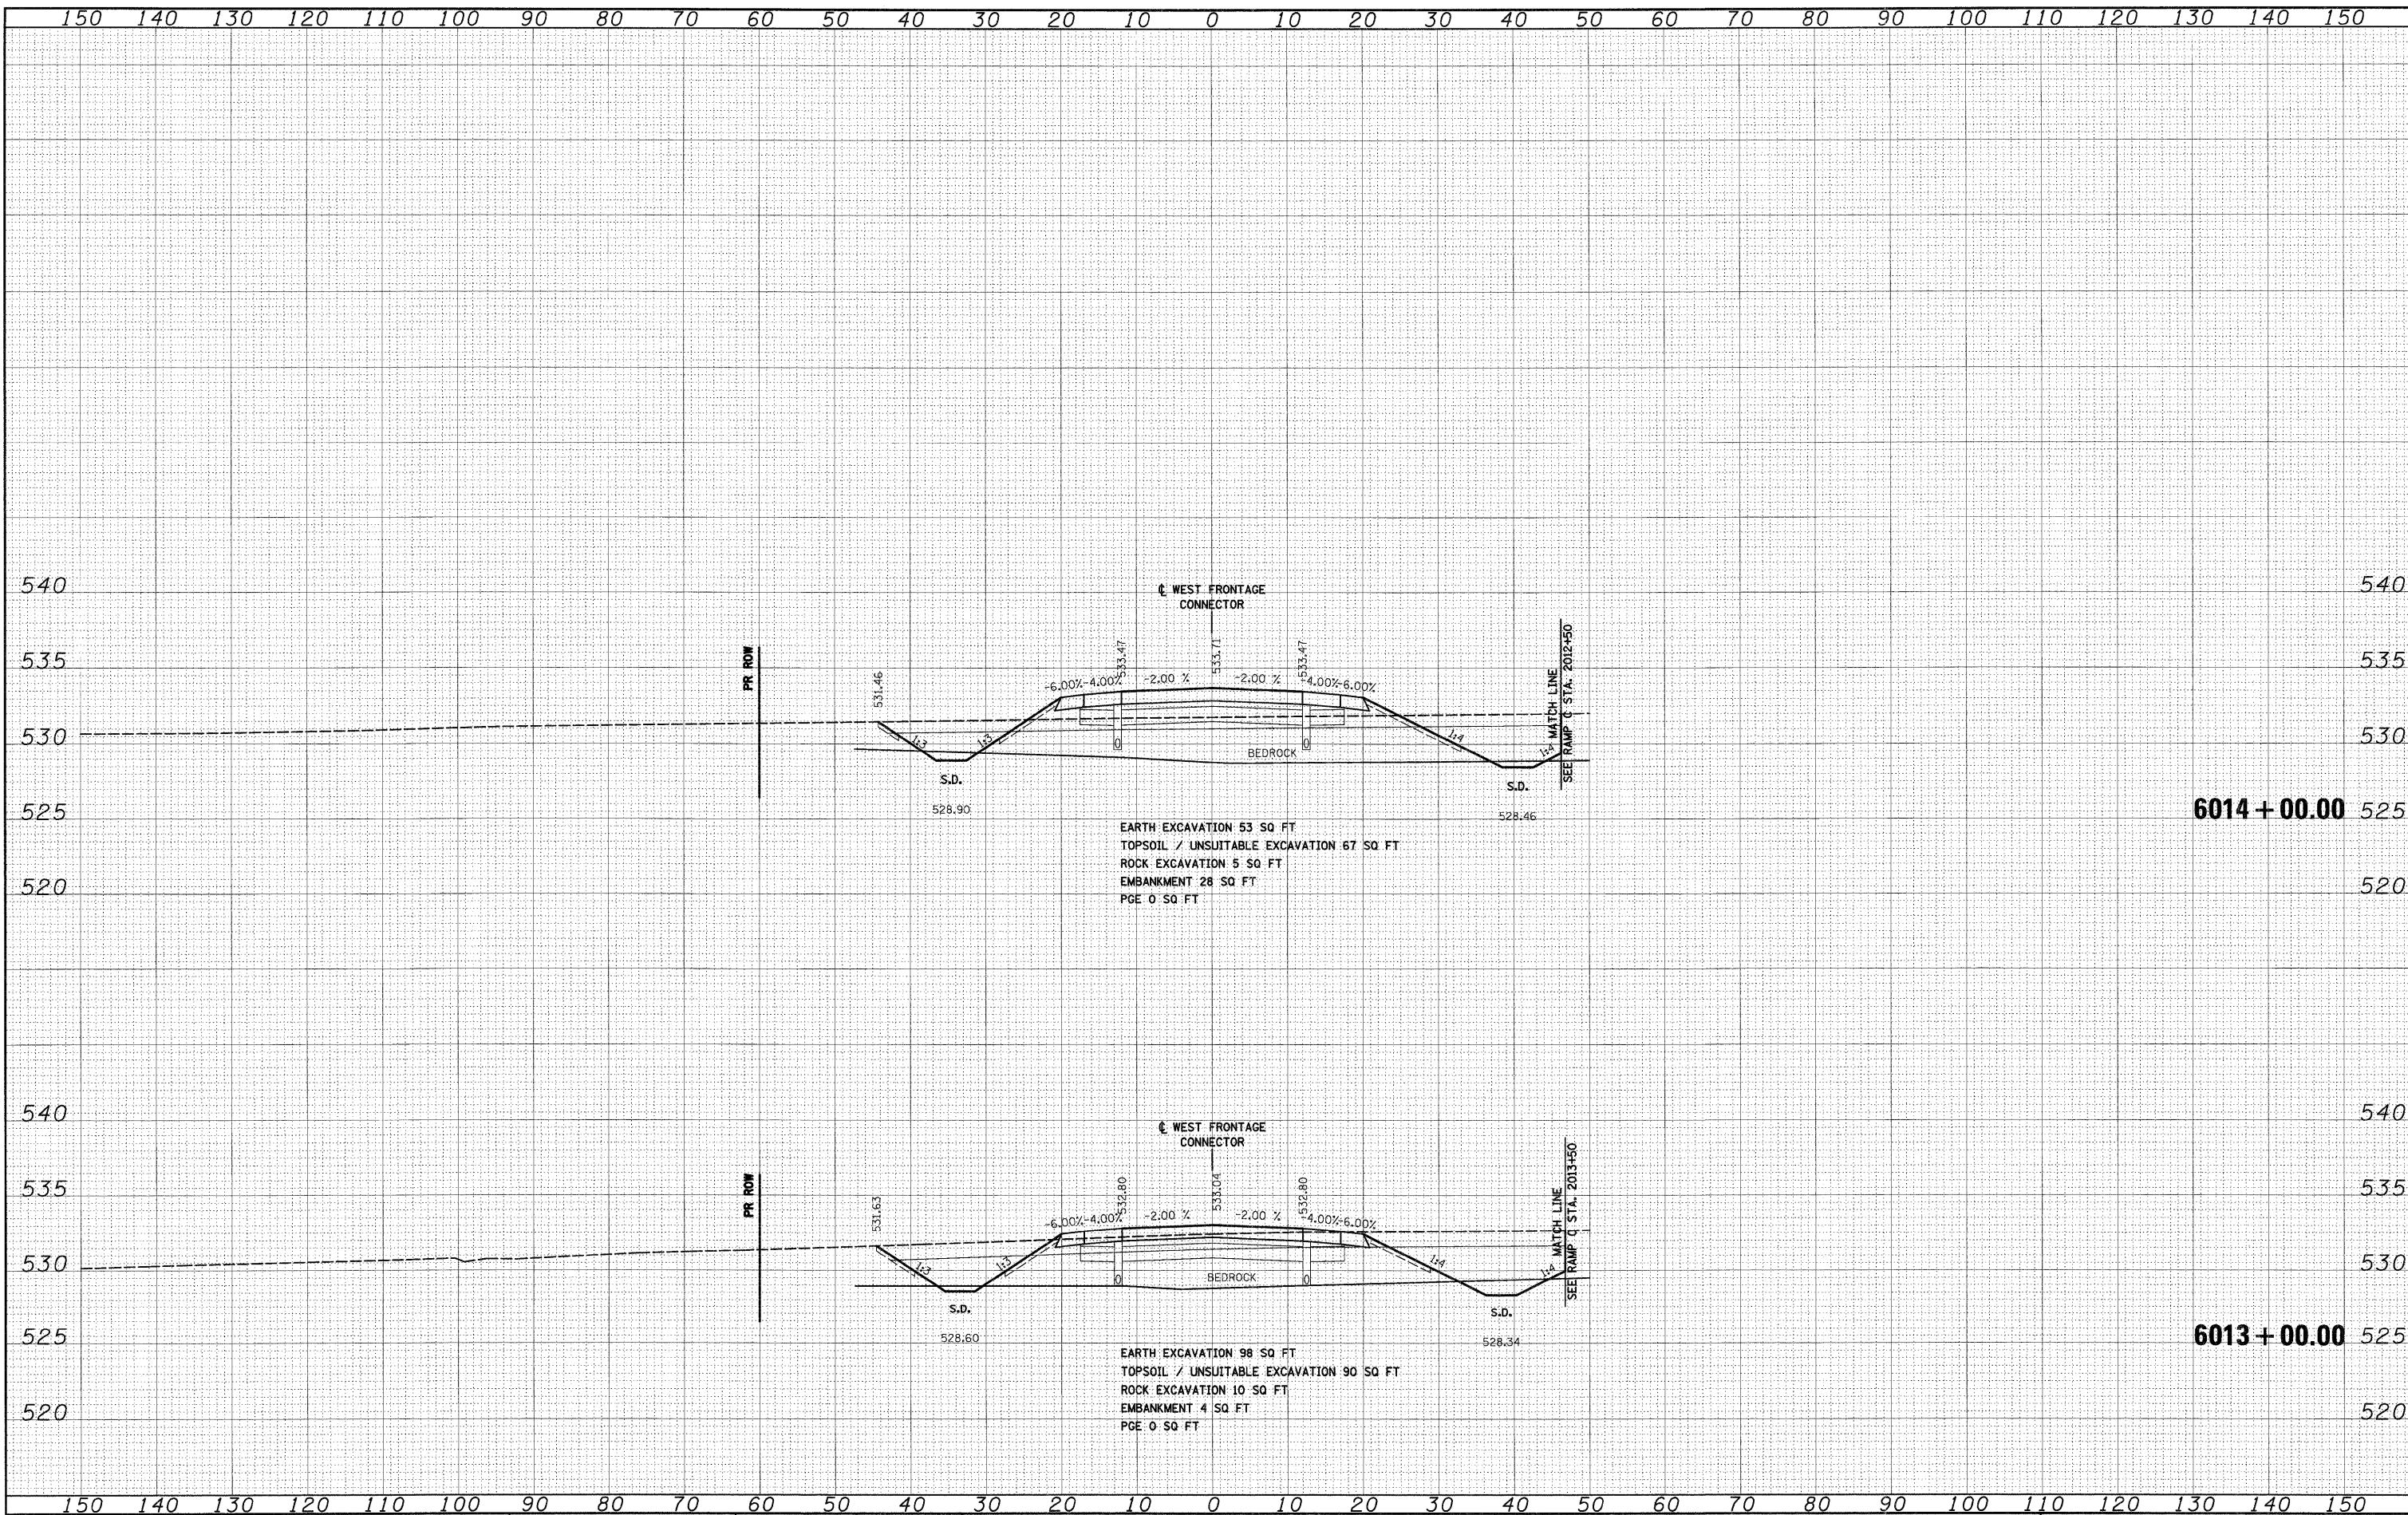 150 140 130 120 110 100 90 80 70 60 50 40 30 20 10 0 10 20 30 40 50 60 70 80 90 100 110 120 130 140 150
540 540
℄ WEST FRONTAGE
CONNECTOR
535 535
PR ROW
531.46
533.47
533.71
533.47
-6.00% -4.00% -2.00 % -2.00 % -4.00% -6.00%
MATCH LINE
SEE RAMP C STA. 2012+50
530 530
1:3 1:3 1:4 1:4
BEDROCK
S.D. S.D.
528.90 528.46
525 6014 + 00.00 525
EARTH EXCAVATION 53 SQ FT
TOPSOIL / UNSUITABLE EXCAVATION 67 SQ FT
ROCK EXCAVATION 5 SQ FT
EMBANKMENT 28 SQ FT
PGE 0 SQ FT
520 520
540 540
℄ WEST FRONTAGE
CONNECTOR
535 535
PR ROW
531.63
532.80
533.04
532.80
-6.00% -4.00% -2.00 % -2.00 % -4.00% -6.00%
MATCH LINE
SEE RAMP C STA. 2013+50
530 530
1:3 1:3 1:4 1:4
BEDROCK
S.D. S.D.
528.60 528.34
525 6013 + 00.00 525
EARTH EXCAVATION 98 SQ FT
TOPSOIL / UNSUITABLE EXCAVATION 90 SQ FT
ROCK EXCAVATION 10 SQ FT
EMBANKMENT 4 SQ FT
PGE 0 SQ FT
520 520
150 140 130 120 110 100 90 80 70 60 50 40 30 20 10 0 10 20 30 40 50 60 70 80 90 100 110 120 130 140 150